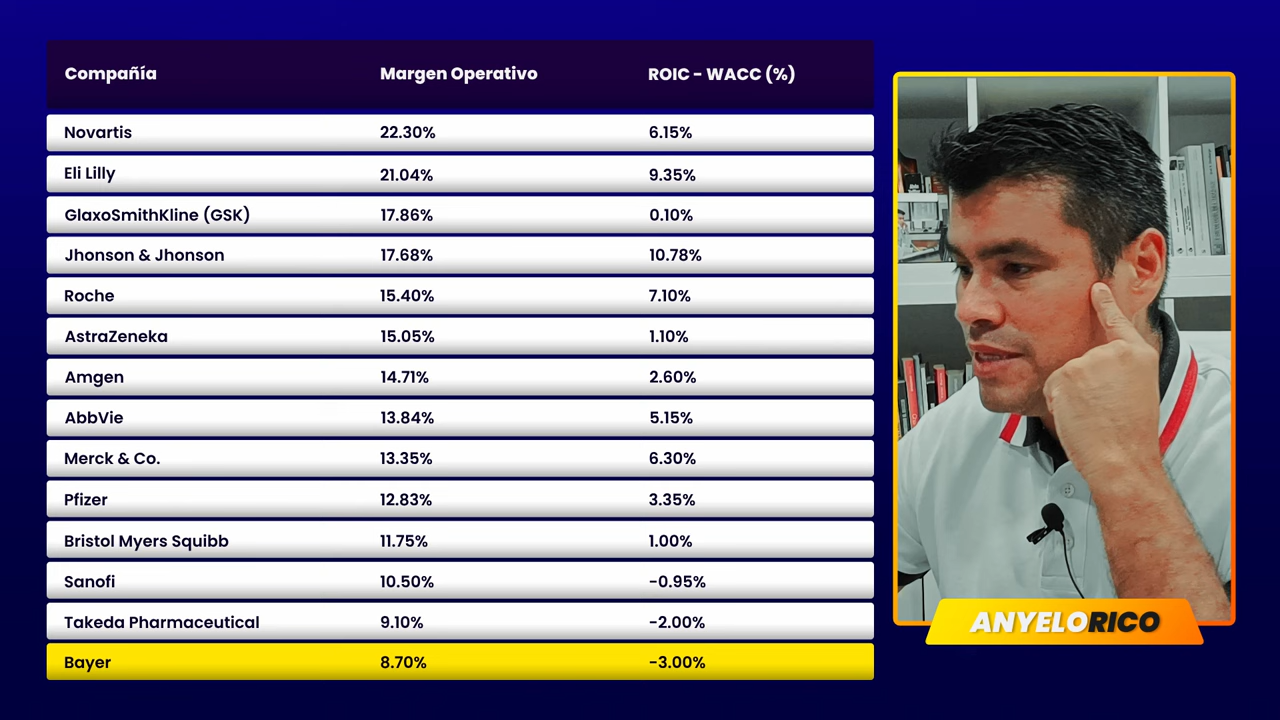 Compañía Margen Operativo ROIC - WACC (%)
Novartis 22.30% 6.15%
Eli Lilly 21.04% 9.35%
GlaxoSmithKline (GSK) 17.86% 0.10%
Jhonson & Jhonson 17.68% 10.78%
Roche 15.40% 7.10%
AstraZeneka 15.05% 1.10%
Amgen 14.71% 2.60%
AbbVie 13.84% 5.15%
Merck & Co. 13.35% 6.30%
Pfizer 12.83% 3.35%
Bristol Myers Squibb 11.75% 1.00%
Sanofi 10.50% -0.95%
Takeda Pharmaceutical 9.10% -2.00%
Bayer 8.70% -3.00%
ANYELORICO